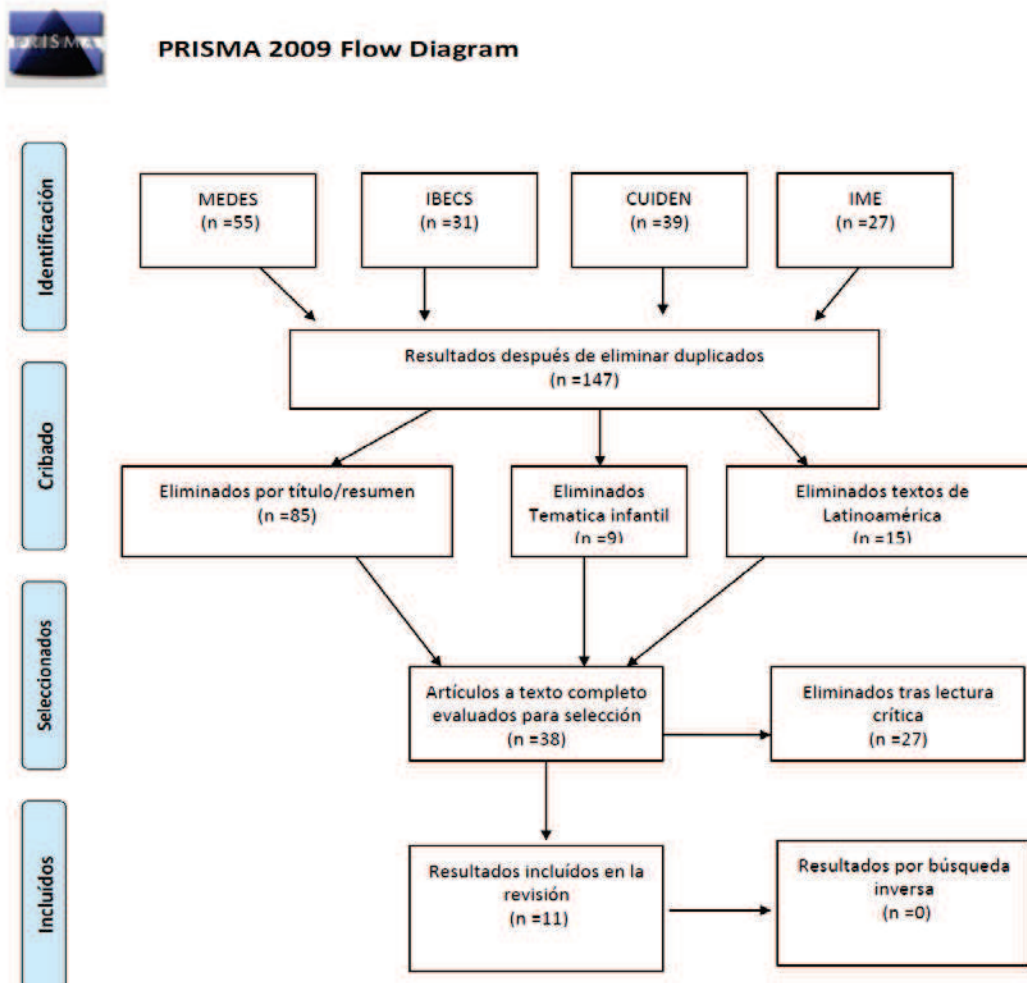 PRISMA
PRISMA 2009 Flow Diagram
Identificación
MEDES
(n =55)
IBECS
(n =31)
CUIDEN
(n =39)
IME
(n =27)
Resultados después de eliminar duplicados
(n =147)
Cribado
Eliminados por título/resumen
(n =85)
Eliminados
Tematica infantil
(n =9)
Eliminados textos de
Latinoamérica
(n =15)
Seleccionados
Artículos a texto completo
evaluados para selección
(n =38)
Eliminados tras lectura
crítica
(n =27)
Incluídos
Resultados incluídos en la
revisión
(n =11)
Resultados por búsqueda
inversa
(n =0)